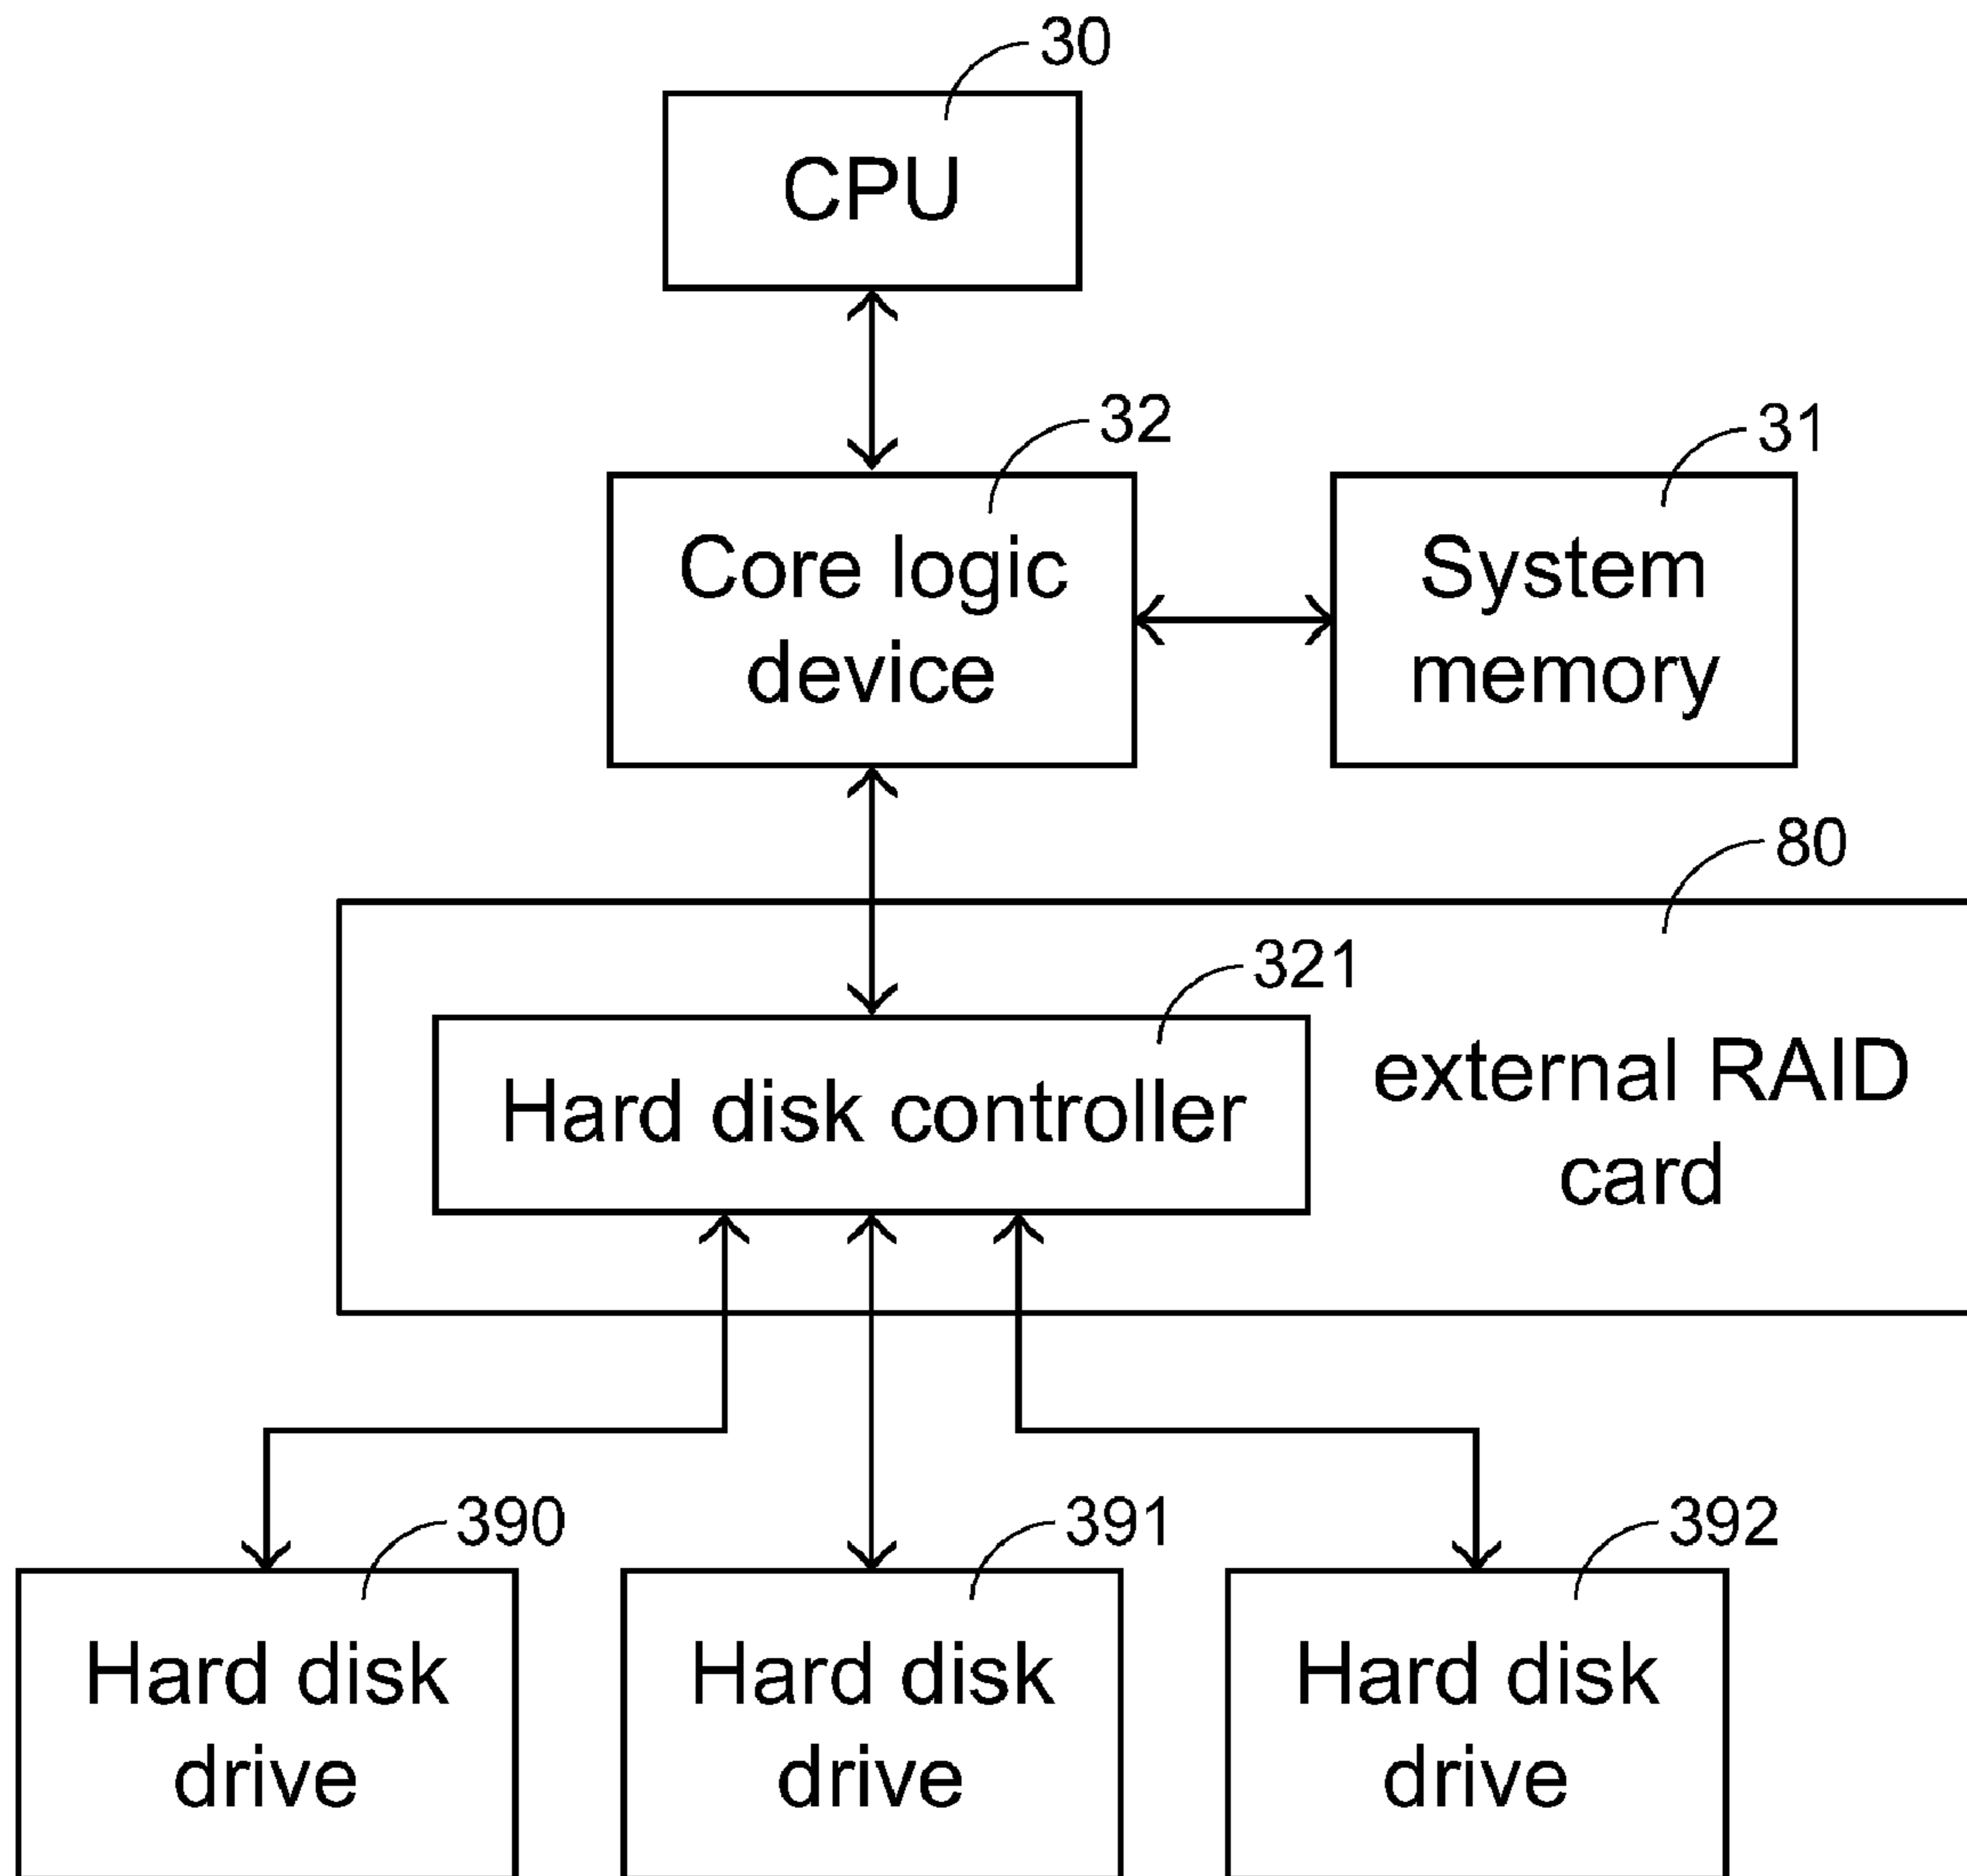 30
CPU
32
31
Core logic
device
System
memory
80
321
Hard disk controller
external RAID
card
390
391
392
Hard disk
drive
Hard disk
drive
Hard disk
drive